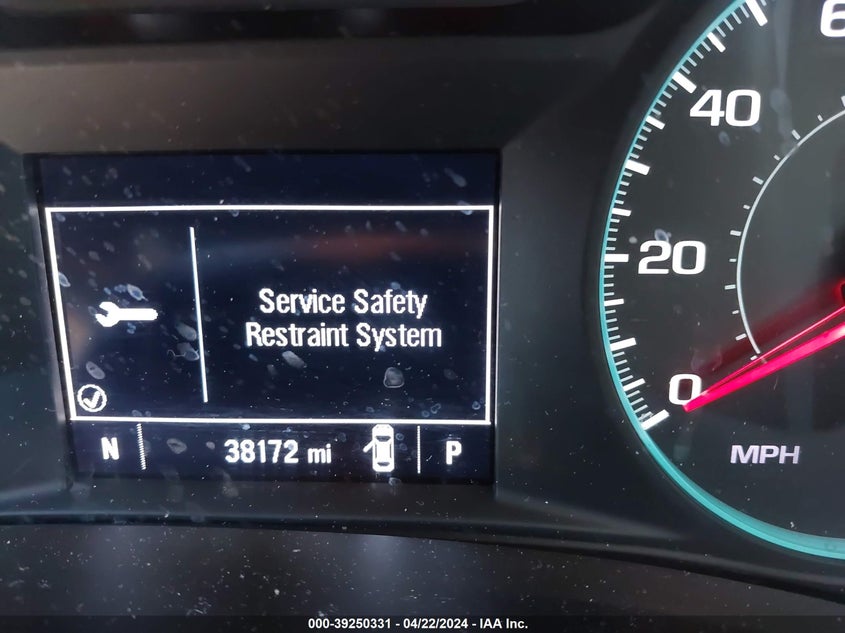 40
20
0
MPH
Service Safety
Restraint System
N 38172 mi P
000-39250331 - 04/22/2024 - IAA Inc.